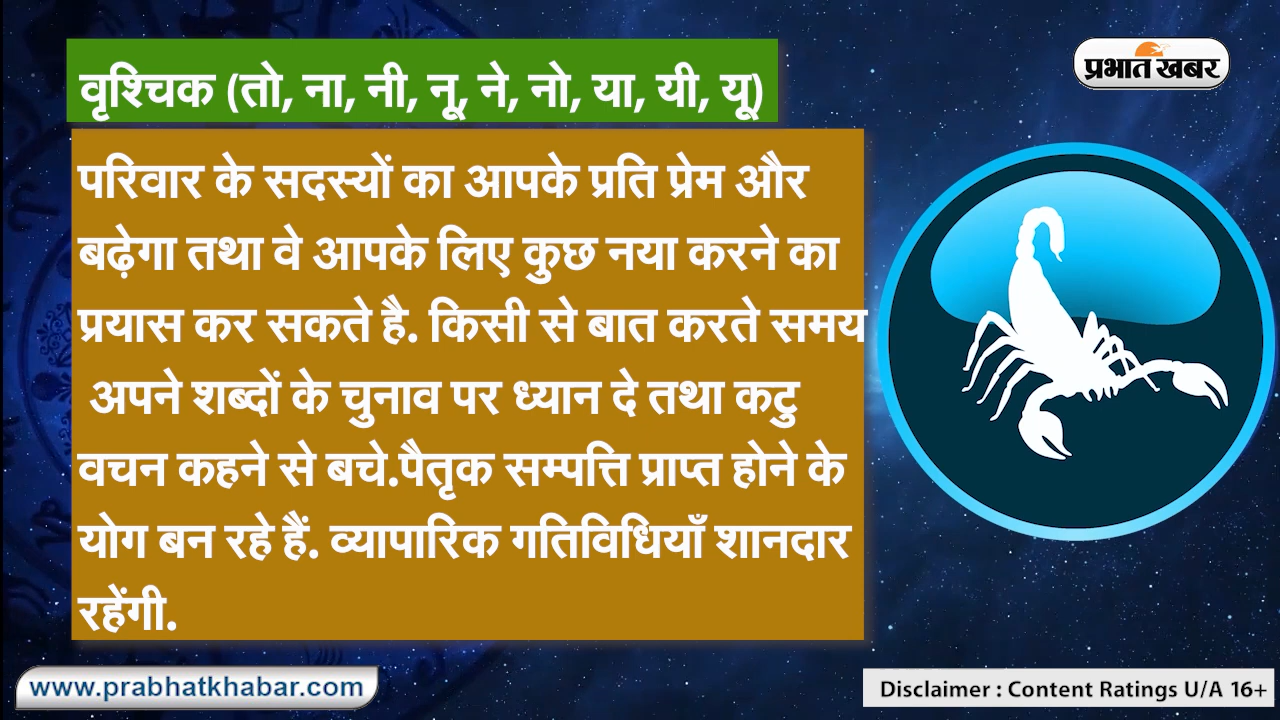 वृश्चिक (तो, ना, नी, नू, ने, नो, या, यी, यू)
प्रभात खबर
परिवार के सदस्यों का आपके प्रति प्रेम और
बढ़ेगा तथा वे आपके लिए कुछ नया करने का
प्रयास कर सकते है. किसी से बात करते समय
अपने शब्दों के चुनाव पर ध्यान दे तथा कटु
वचन कहने से बचे.पैतृक सम्पत्ति प्राप्त होने के
योग बन रहे हैं. व्यापारिक गतिविधियाँ शानदार
रहेंगी.
www.prabhatkhabar.com
Disclaimer : Content Ratings U/A 16+